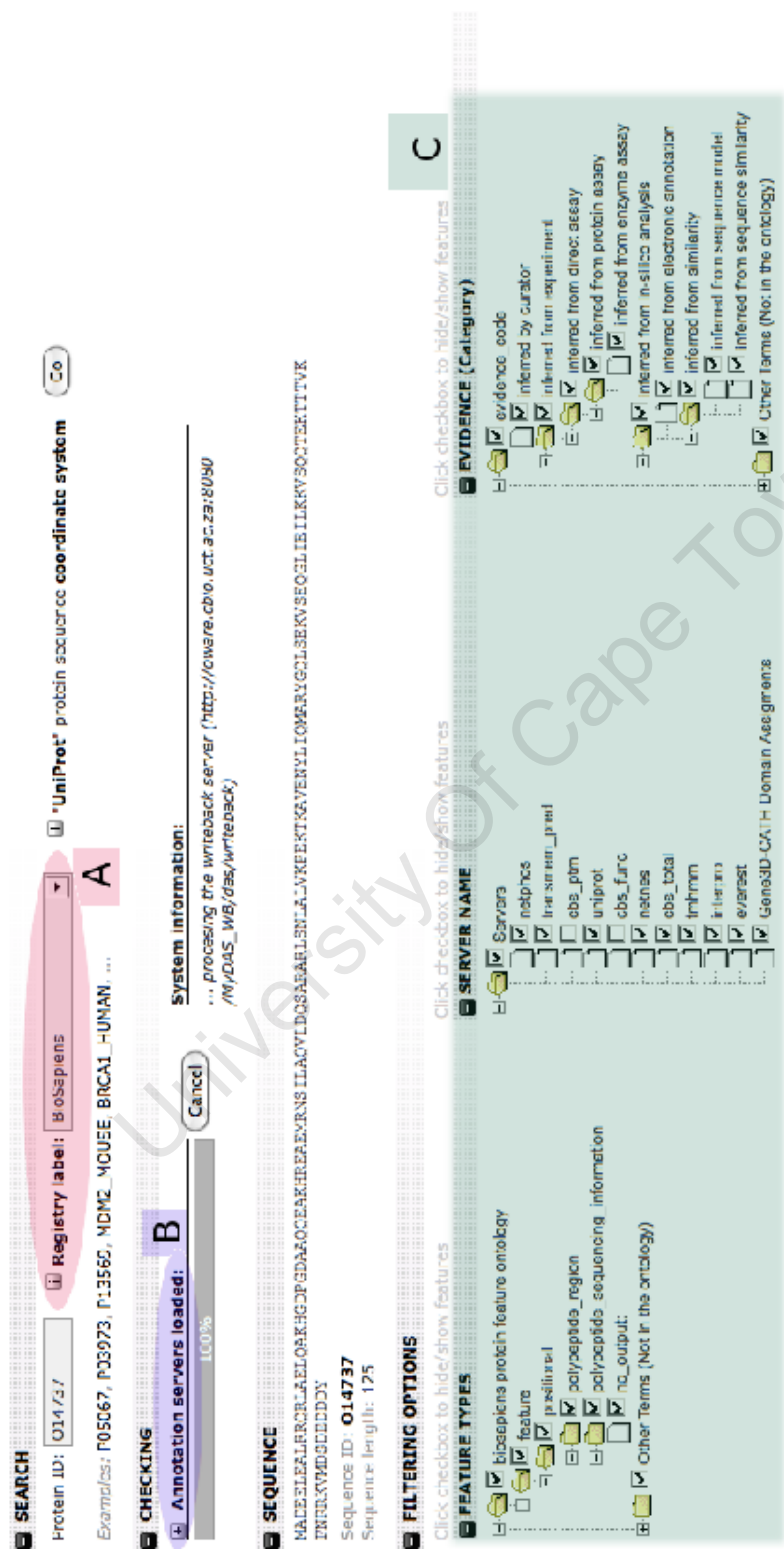 SEARCH
Protein ID: O14737 Registry label: BioSapiens "UniProt" protein sequence coordinate system Go
A
Examples: P05067, P03973, P13569, MDM2_MOUSE, BRCA1_HUMAN, ...
CHECKING
B
Annotation servers loaded: System information:
100% Cancel
... procesing the writeback server (http://oware.cbio.uct.ac.za:8080
/MyDAS_WB/das/writeback)
SEQUENCE
Sequence ID: O14737
Sequence length: 125
FILTERING OPTIONS
C
Click checkbox to hide/show features Click checkbox to hide/show features Click checkbox to hide/show features
FEATURE TYPES
biosapiens protein feature ontology
feature
positional
polypeptide_region
polypeptide_sequencing_information
no_output:
Other Terms (Not in the ontology)
SERVER NAME
Servers
netphos
transmem_pred
cbs_ptm
uniprot
cbs_func
netnes
cbs_total
tmhmm
interpro
everest
Gene3D-CATH Domain Assigments
EVIDENCE (Category)
evidence_code
inferred by curator
inferred from experiment
inferred from direct assay
inferred from protein assay
inferred from enzyme assay
inferred from in-silico analysis
inferred from electronic annotation
inferred from similarity
inferred from sequence model
inferred from sequence similarity
Other Terms (Not in the ontology)
University Of Cape